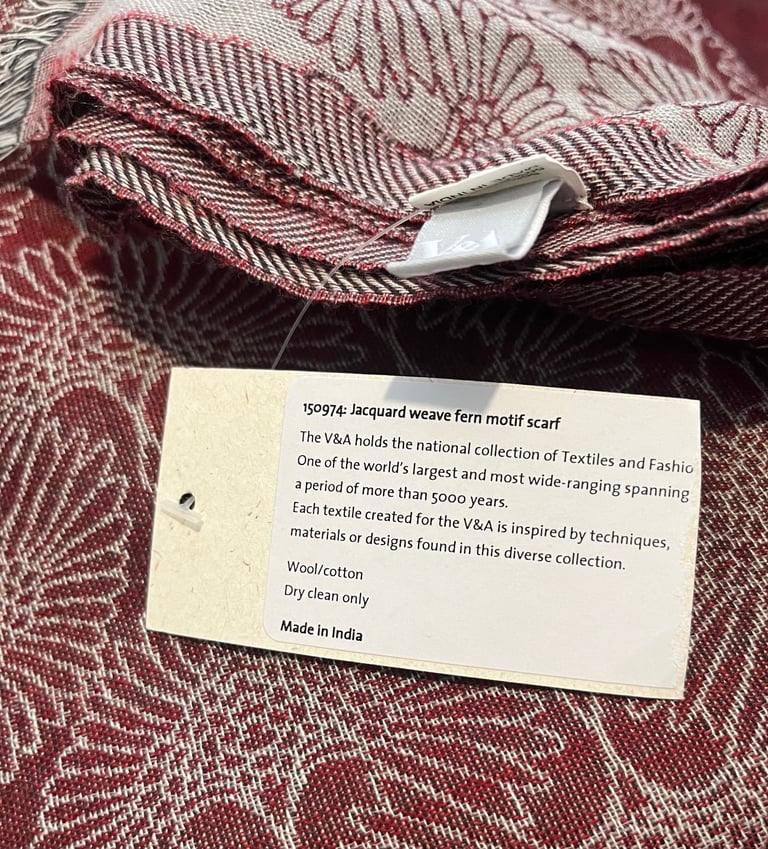 INDIA
V&A
150974: Jacquard weave fern motif scarf
The V&A holds the national collection of Textiles and Fashio
One of the world's largest and most wide-ranging spanning
a period of more than 5000 years.
Each textile created for the V&A is inspired by techniques,
materials or designs found in this diverse collection.
Wool/cotton
Dry clean only
Made in India